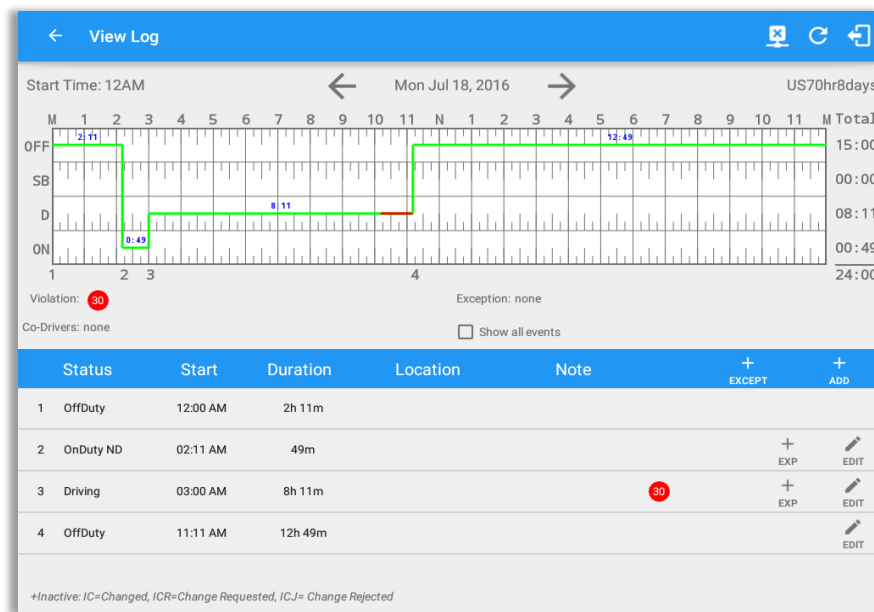 View Log
Start Time: 12AM Mon Jul 18, 2016 US70hr8days
M 1 2 3 4 5 6 7 8 9 10 11 N 1 2 3 4 5 6 7 8 9 10 11 M Total
OFF 2:11 12:49 15:00
SB 00:00
D 8:11 08:11
ON 0:49 00:49
1 2 3 4 24:00
Violation: 30 Exception: none
Co-Drivers: none Show all events
Status Start Duration Location Note + EXCEPT + ADD
1 OffDuty 12:00 AM 2h 11m
2 OnDuty ND 02:11 AM 49m + EXP EDIT
3 Driving 03:00 AM 8h 11m 30 + EXP EDIT
4 OffDuty 11:11 AM 12h 49m EDIT
+Inactive: IC=Changed, ICR=Change Requested, ICJ= Change Rejected